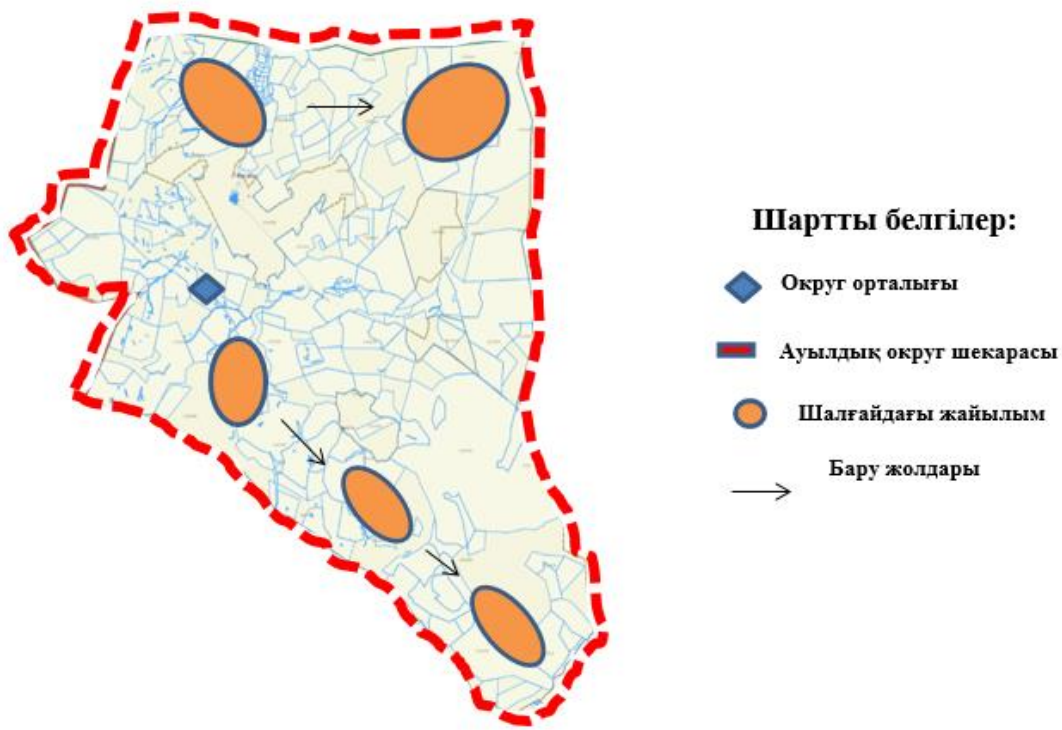 Шартты белгілер:
Округ орталығы
Ауылдық округ шекарасы
Шалғайдағы жайылым
Бару жолдары